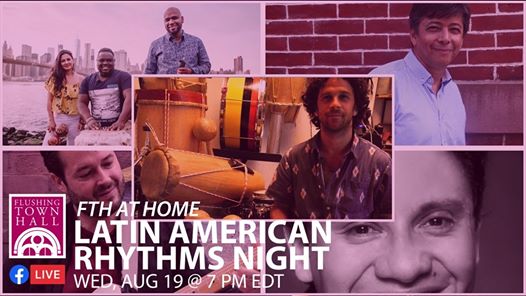 FLUSHING
TOWN
HALL
LIVE
FTH AT HOME
LATIN AMERICAN
RHYTHMS NIGHT
WED, AUG 19 @ 7 PM EDT